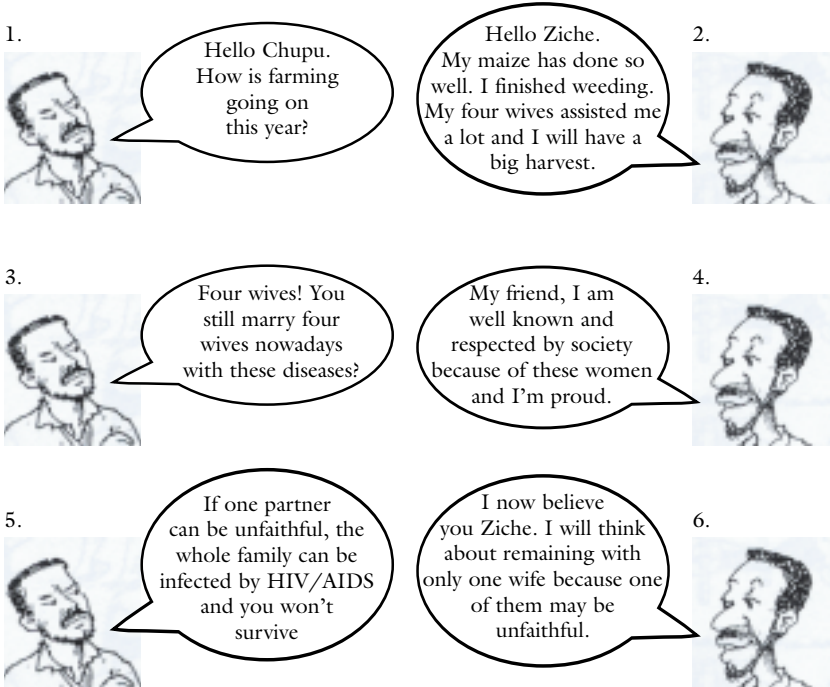 1.
Hello Chupu.
How is farming
going on
this year?
2.
Hello Ziche.
My maize has done so
well. I finished weeding.
My four wives assisted me
a lot and I will have a
big harvest.
3.
Four wives! You
still marry four
wives nowadays
with these diseases?
4.
My friend, I am
well known and
respected by society
because of these women
and I'm proud.
5.
If one partner
can be unfaithful, the
whole family can be
infected by HIV/AIDS
and you won't
survive
6.
I now believe
you Ziche. I will think
about remaining with
only one wife because one
of them may be
unfaithful.